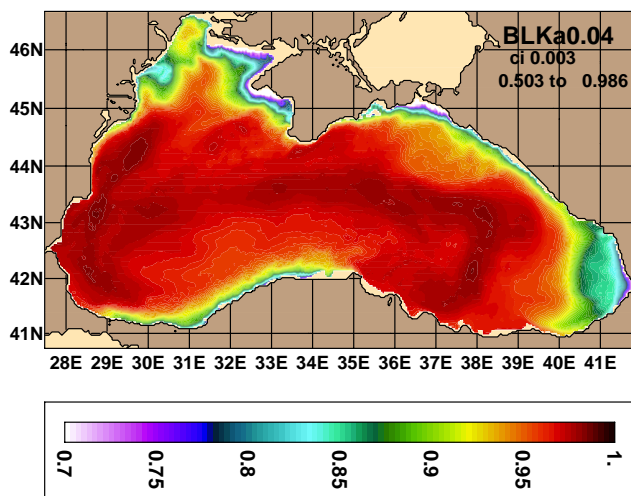 46N
45N
44N
43N
42N
41N
BLKa0.04
ci 0.003
0.503 to 0.986
28E 29E 30E 31E 32E 33E 34E 35E 36E 37E 38E 39E 40E 41E
0.7 0.75 0.8 0.85 0.9 0.95 1.